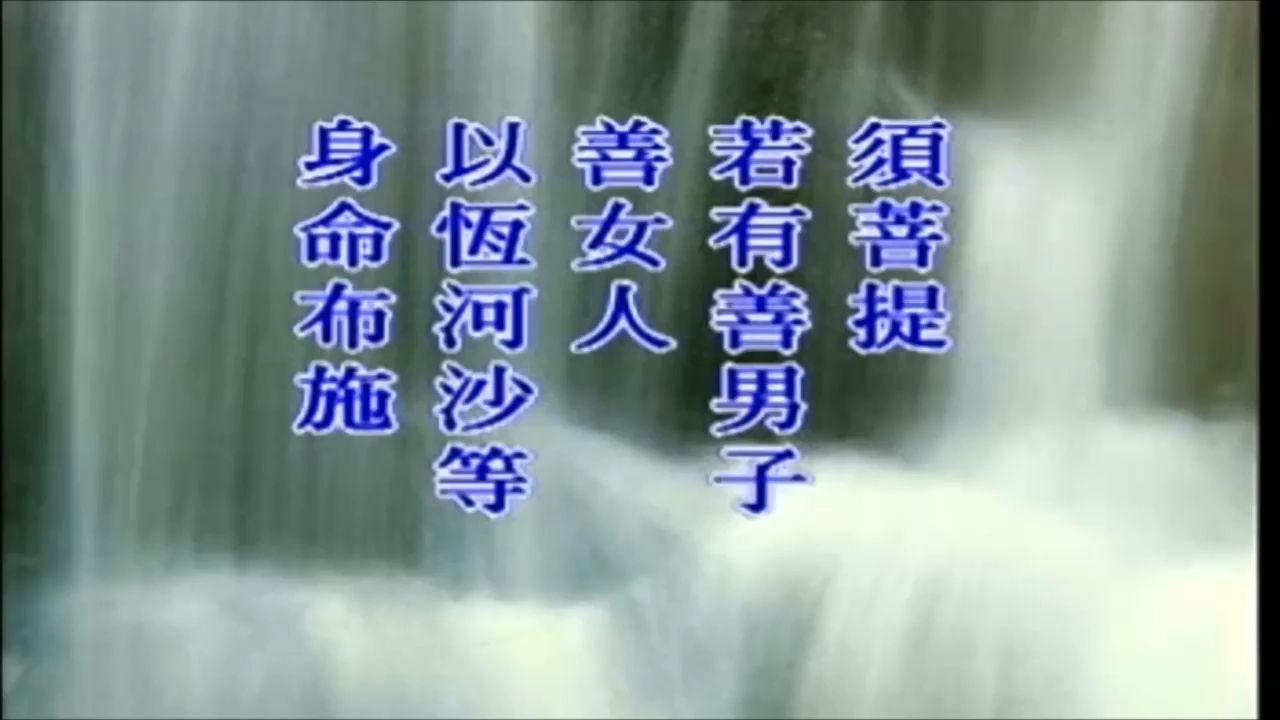 須菩提
若有善男子
善女人
以恆河沙等
身命布施